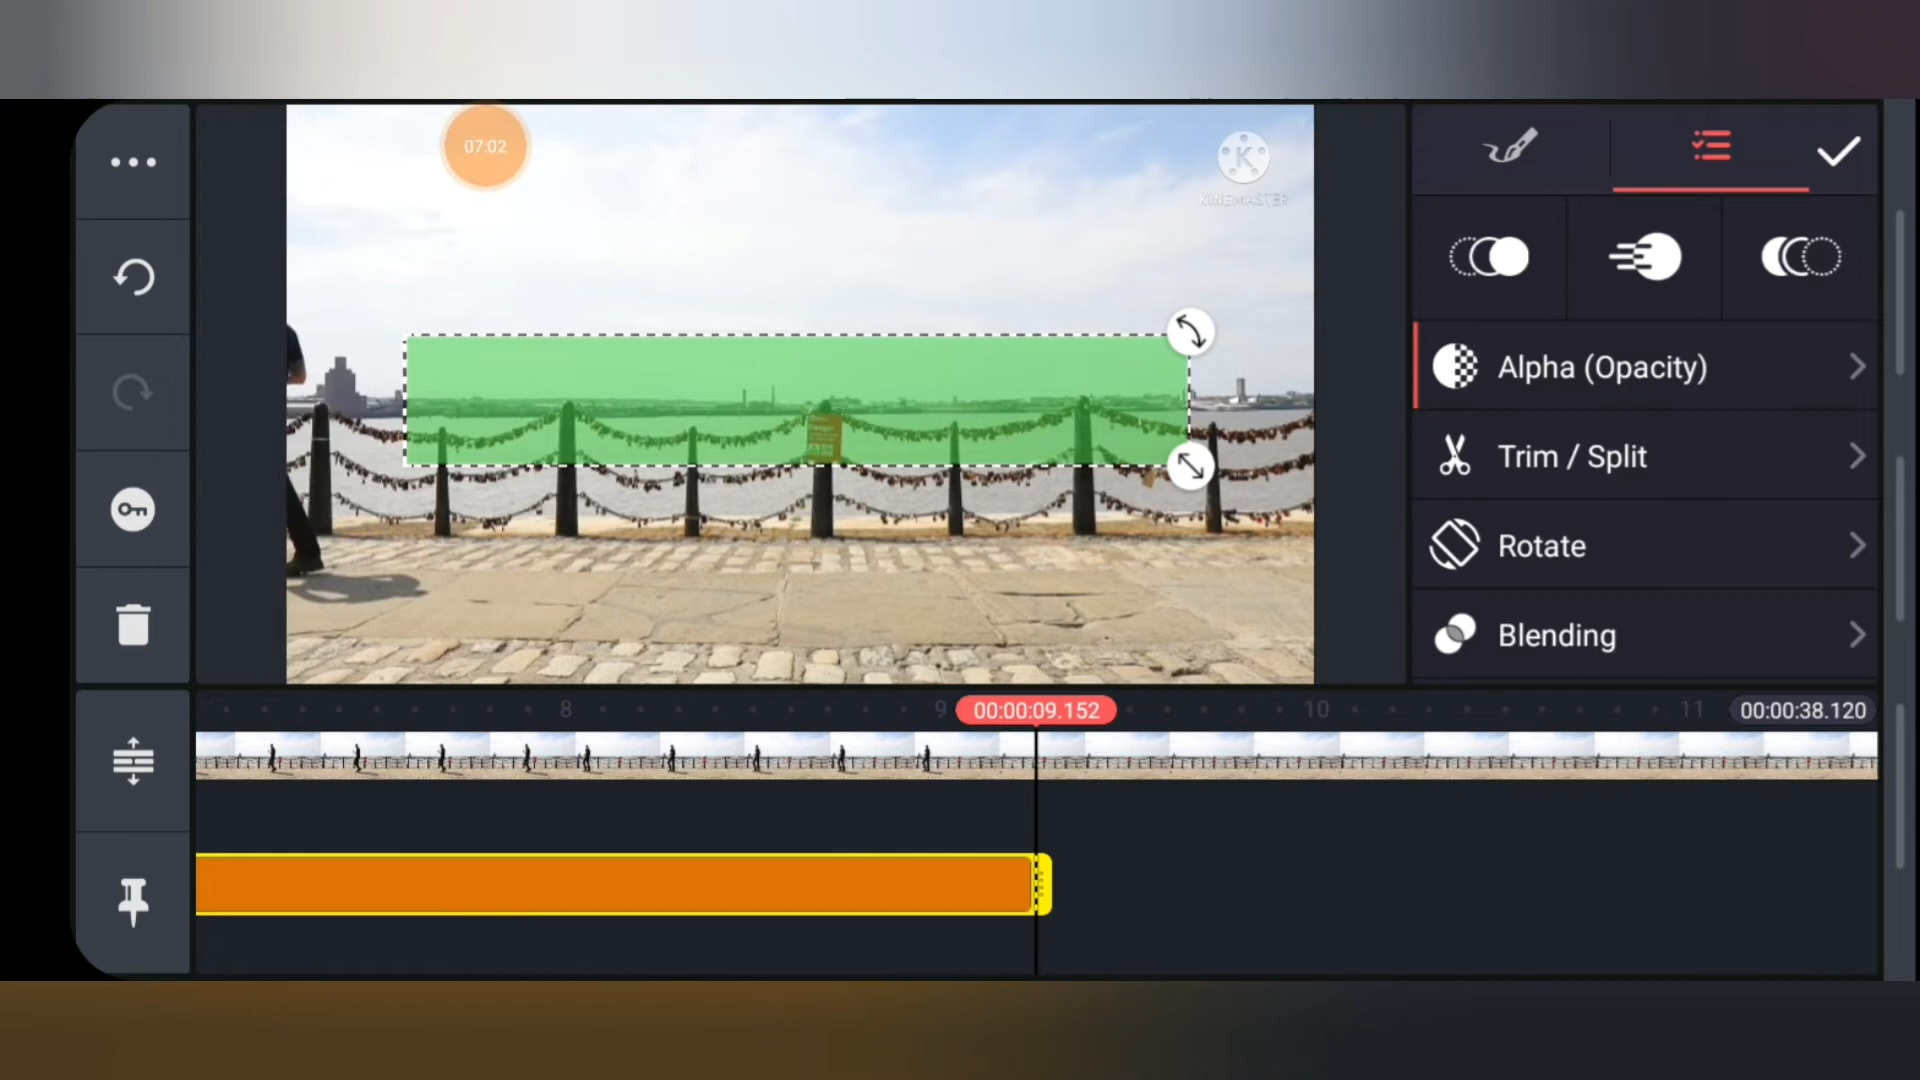 07:02
K
KINEMASTER
Alpha (Opacity)
Trim / Split
Rotate
Blending
8
9
00:00:09.152
10
11
00:00:38.120